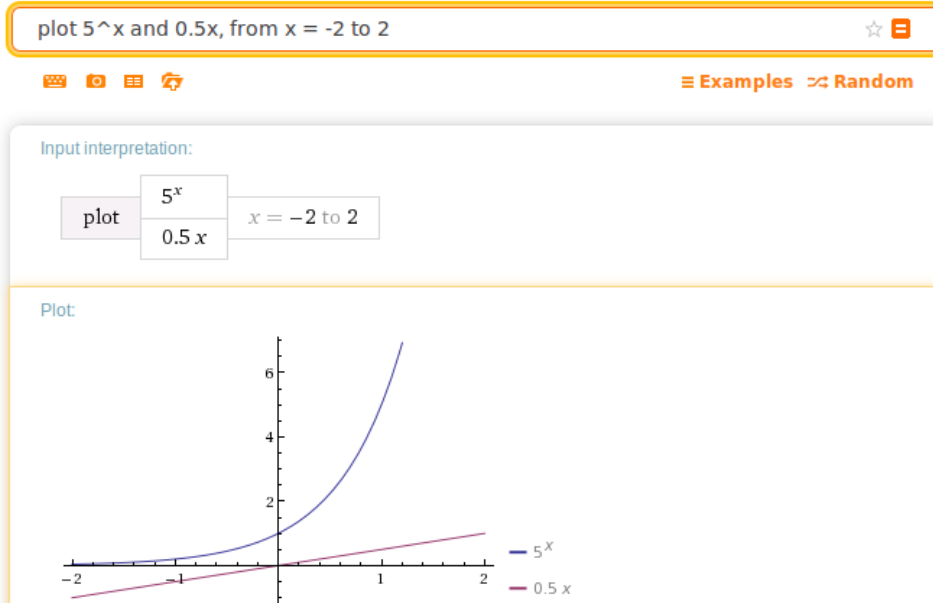 plot 5^x and 0.5x, from x = -2 to 2
Examples Random
Input interpretation:
plot
5^x
0.5 x
x = −2 to 2
Plot:
6
4
2
−2 −1 1 2
5^x
0.5 x